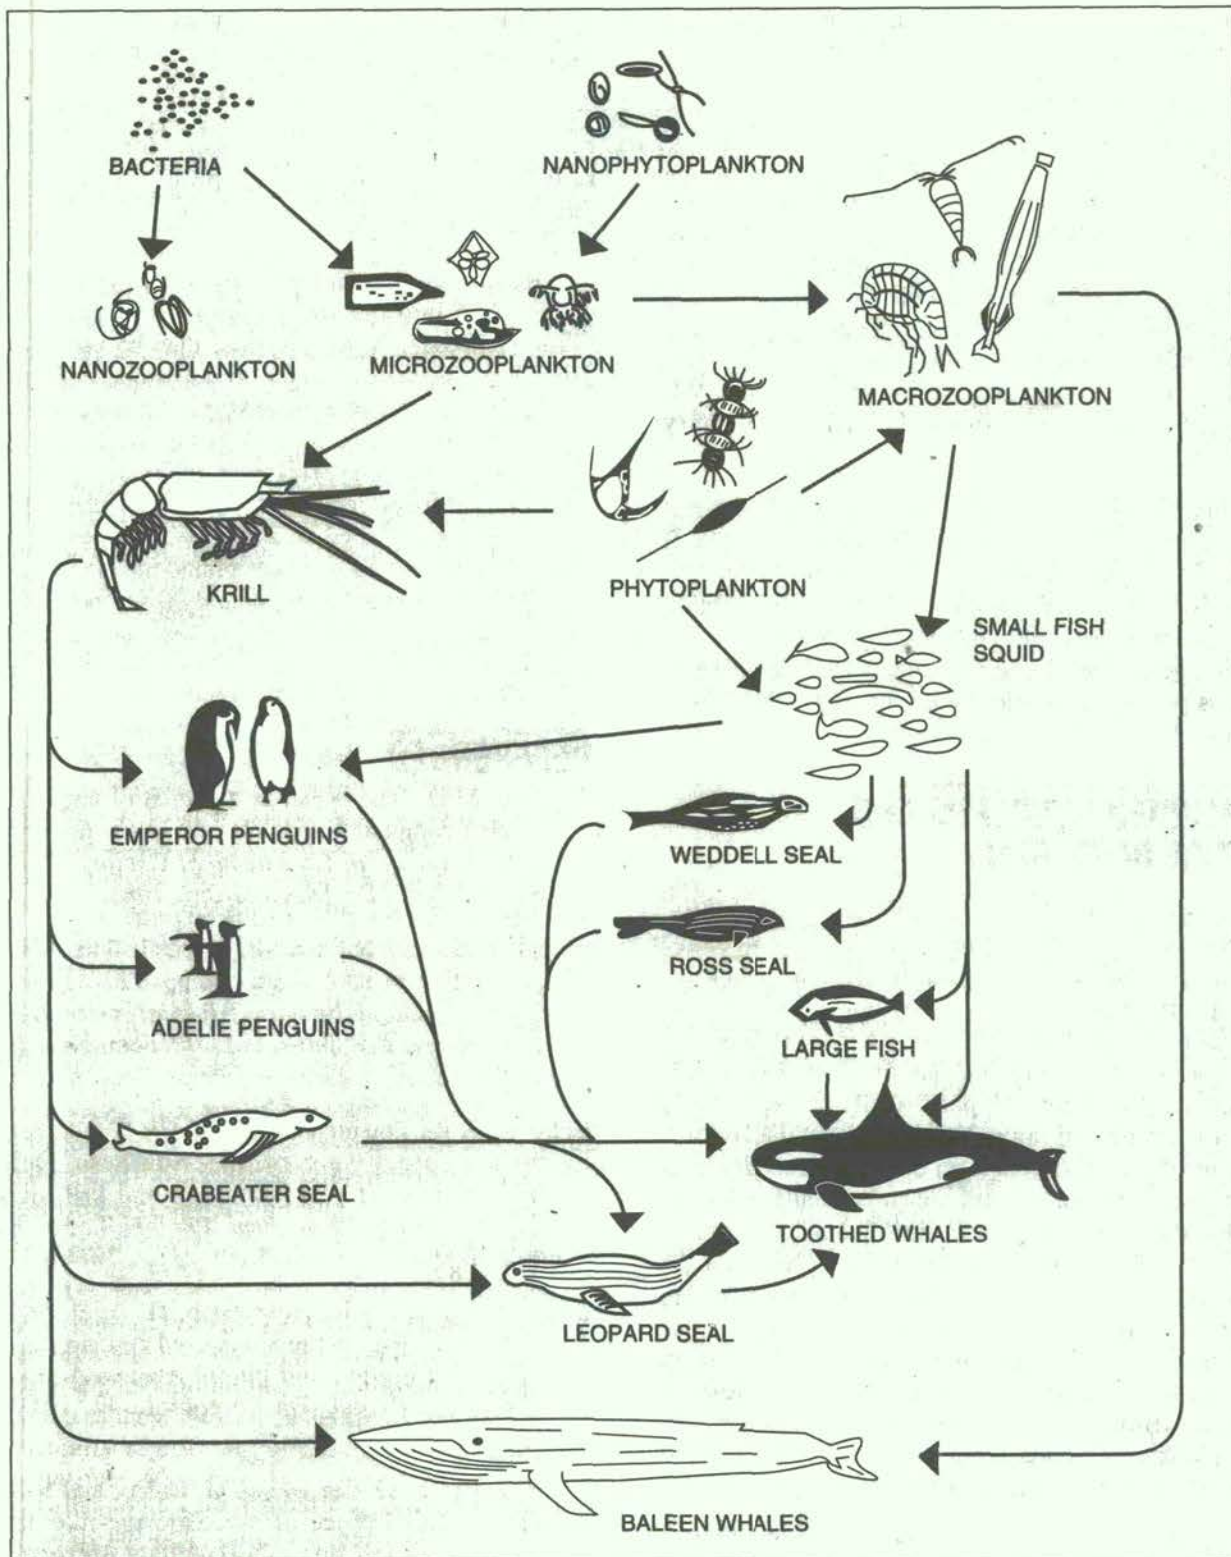 BACTERIA
NANOPHYTOPLANKTON
NANOZOOPLANKTON
MICROZOOPLANKTON
MACROZOOPLANKTON
KRILL
PHYTOPLANKTON
SMALL FISH
SQUID
EMPEROR PENGUINS
WEDDELL SEAL
ROSS SEAL
ADELIE PENGUINS
LARGE FISH
CRABEATER SEAL
TOOTHED WHALES
LEOPARD SEAL
BALEEN WHALES